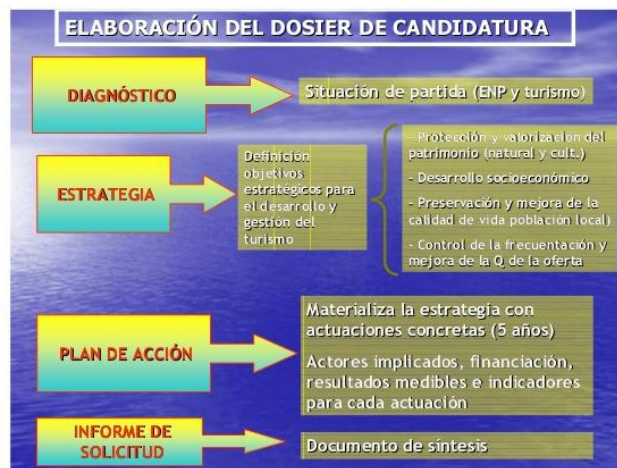 ELABORACIÓN DEL DOSIER DE CANDIDATURA
DIAGNÓSTICO
Situación de partida (ENP y turismo)
ESTRATEGIA
Definición
objetivos
estratégicos para
el desarrollo y
gestión del
turismo
- Protección y valorización del
patrimonio (natural y cult.)
- Desarrollo socioeconómico
- Preservación y mejora de la
calidad de vida población local)
- Control de la frecuentación y
mejora de la Q de la oferta
PLAN DE ACCIÓN
Materializa la estrategia con
actuaciones concretas (5 años)
Actores implicados, financiación,
resultados medibles e indicadores
para cada actuación
INFORME DE
SOLICITUD
Documento de síntesis